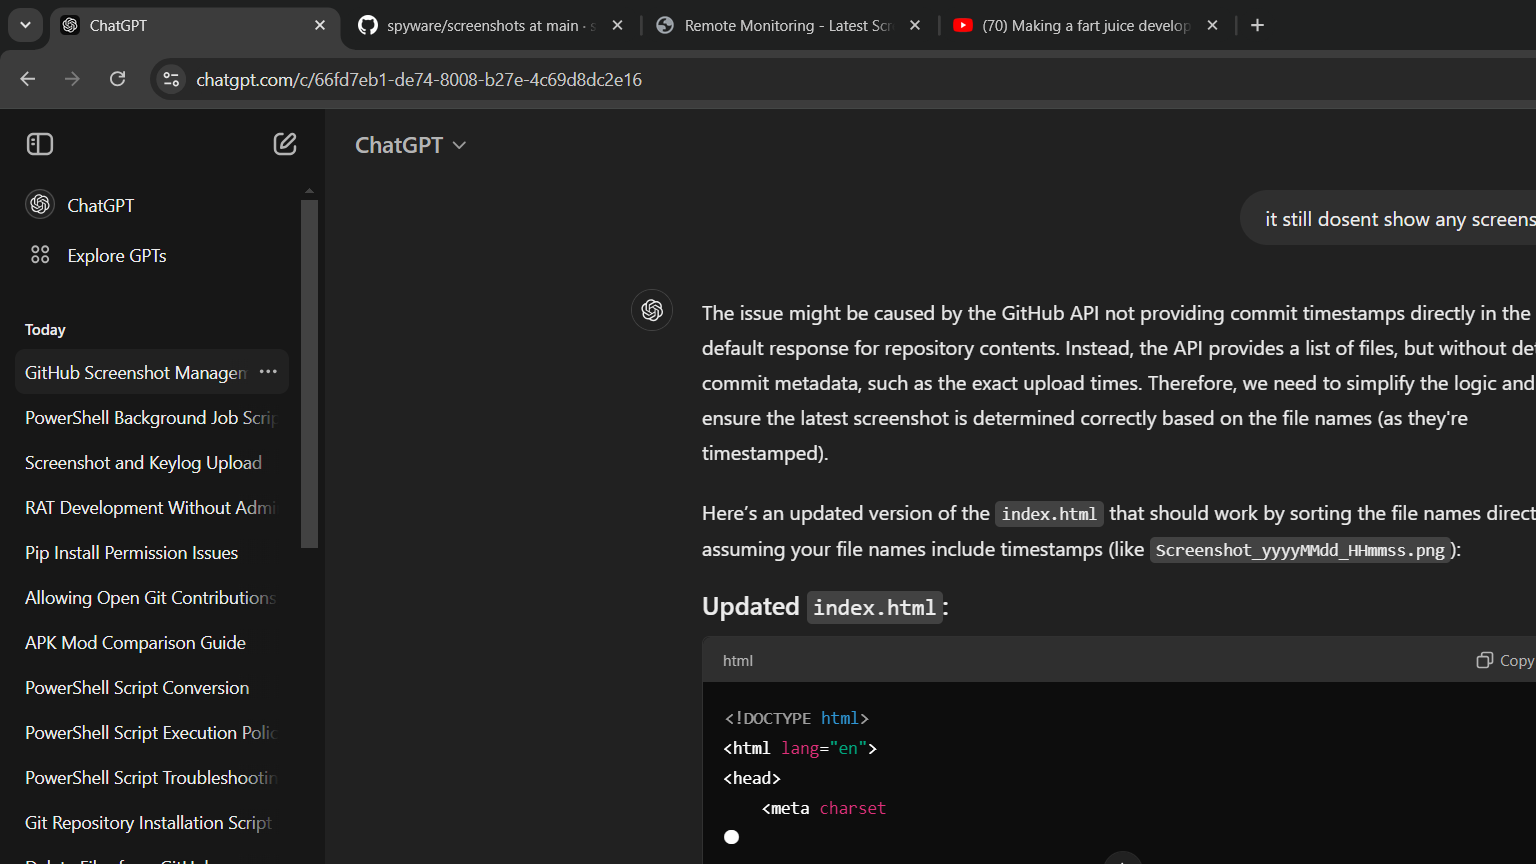 ChatGPT
spyware/screenshots at main · s
Remote Monitoring - Latest Scr
(70) Making a fart juice develop
chatgpt.com/c/66fd7eb1-de74-8008-b27e-4c69d8dc2e16
ChatGPT
ChatGPT
Explore GPTs
Today
GitHub Screenshot Managem
PowerShell Background Job Scrip
Screenshot and Keylog Upload
RAT Development Without Admi
Pip Install Permission Issues
Allowing Open Git Contributions
APK Mod Comparison Guide
PowerShell Script Conversion
PowerShell Script Execution Polic
PowerShell Script Troubleshootin
Git Repository Installation Script
it still dosent show any screens
The issue might be caused by the GitHub API not providing commit timestamps directly in the
default response for repository contents. Instead, the API provides a list of files, but without det
commit metadata, such as the exact upload times. Therefore, we need to simplify the logic and
ensure the latest screenshot is determined correctly based on the file names (as they're
timestamped).
Here's an updated version of the index.html that should work by sorting the file names direct
assuming your file names include timestamps (like Screenshot_yyyyMMdd_HHmmss.png):
Updated index.html:
html
Copy
<!DOCTYPE html>
<html lang="en">
<head>
<meta charset